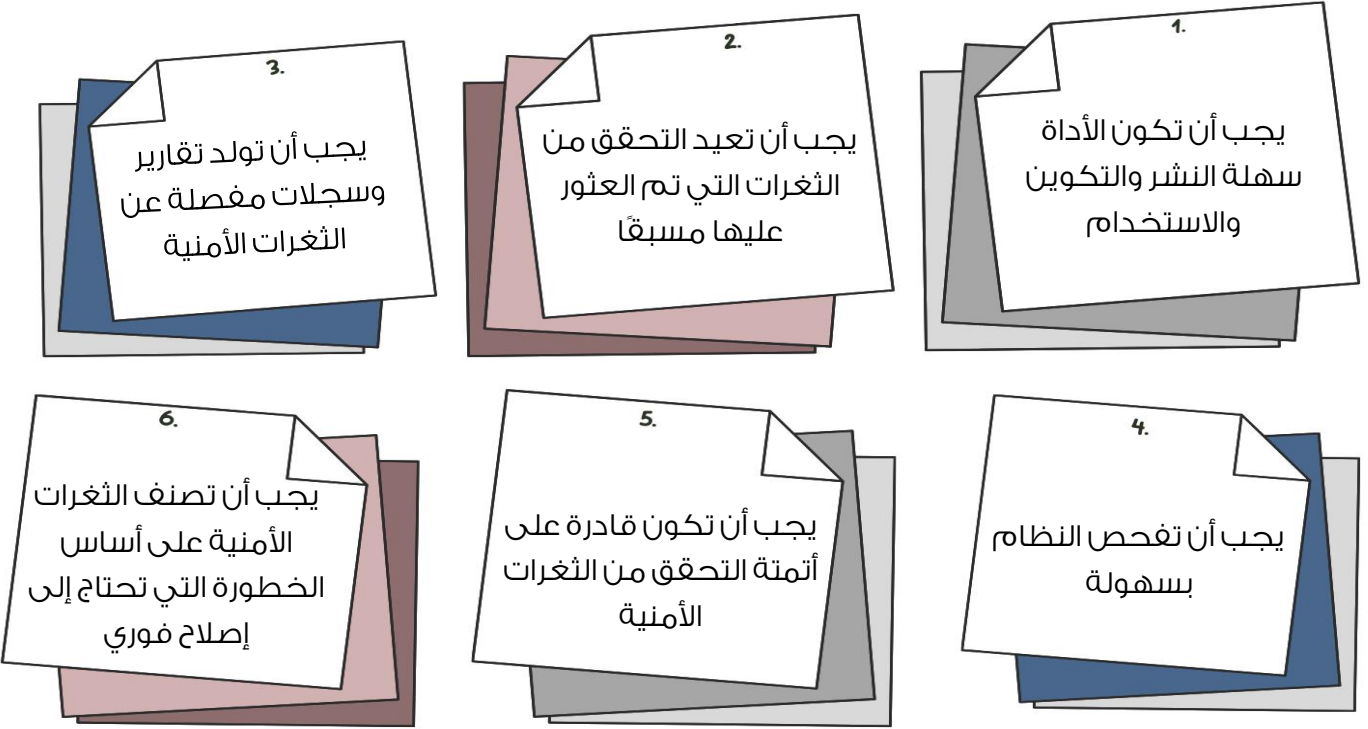 1.
يجب أن تكون الأداة
سهلة النشر والتكوين
والاستخدام
2.
يجب أن تعيد التحقق من
الثغرات التي تم العثور
عليها مسبقًا
3.
يجب أن تولد تقارير
وسجلات مفصلة عن
الثغرات الأمنية
4.
يجب أن تفحص النظام
بسهولة
5.
يجب أن تكون قادرة على
أتمتة التحقق من الثغرات
الأمنية
6.
يجب أن تصنف الثغرات
الأمنية على أساس
الخطورة التي تحتاج إلى
إصلاح فوري